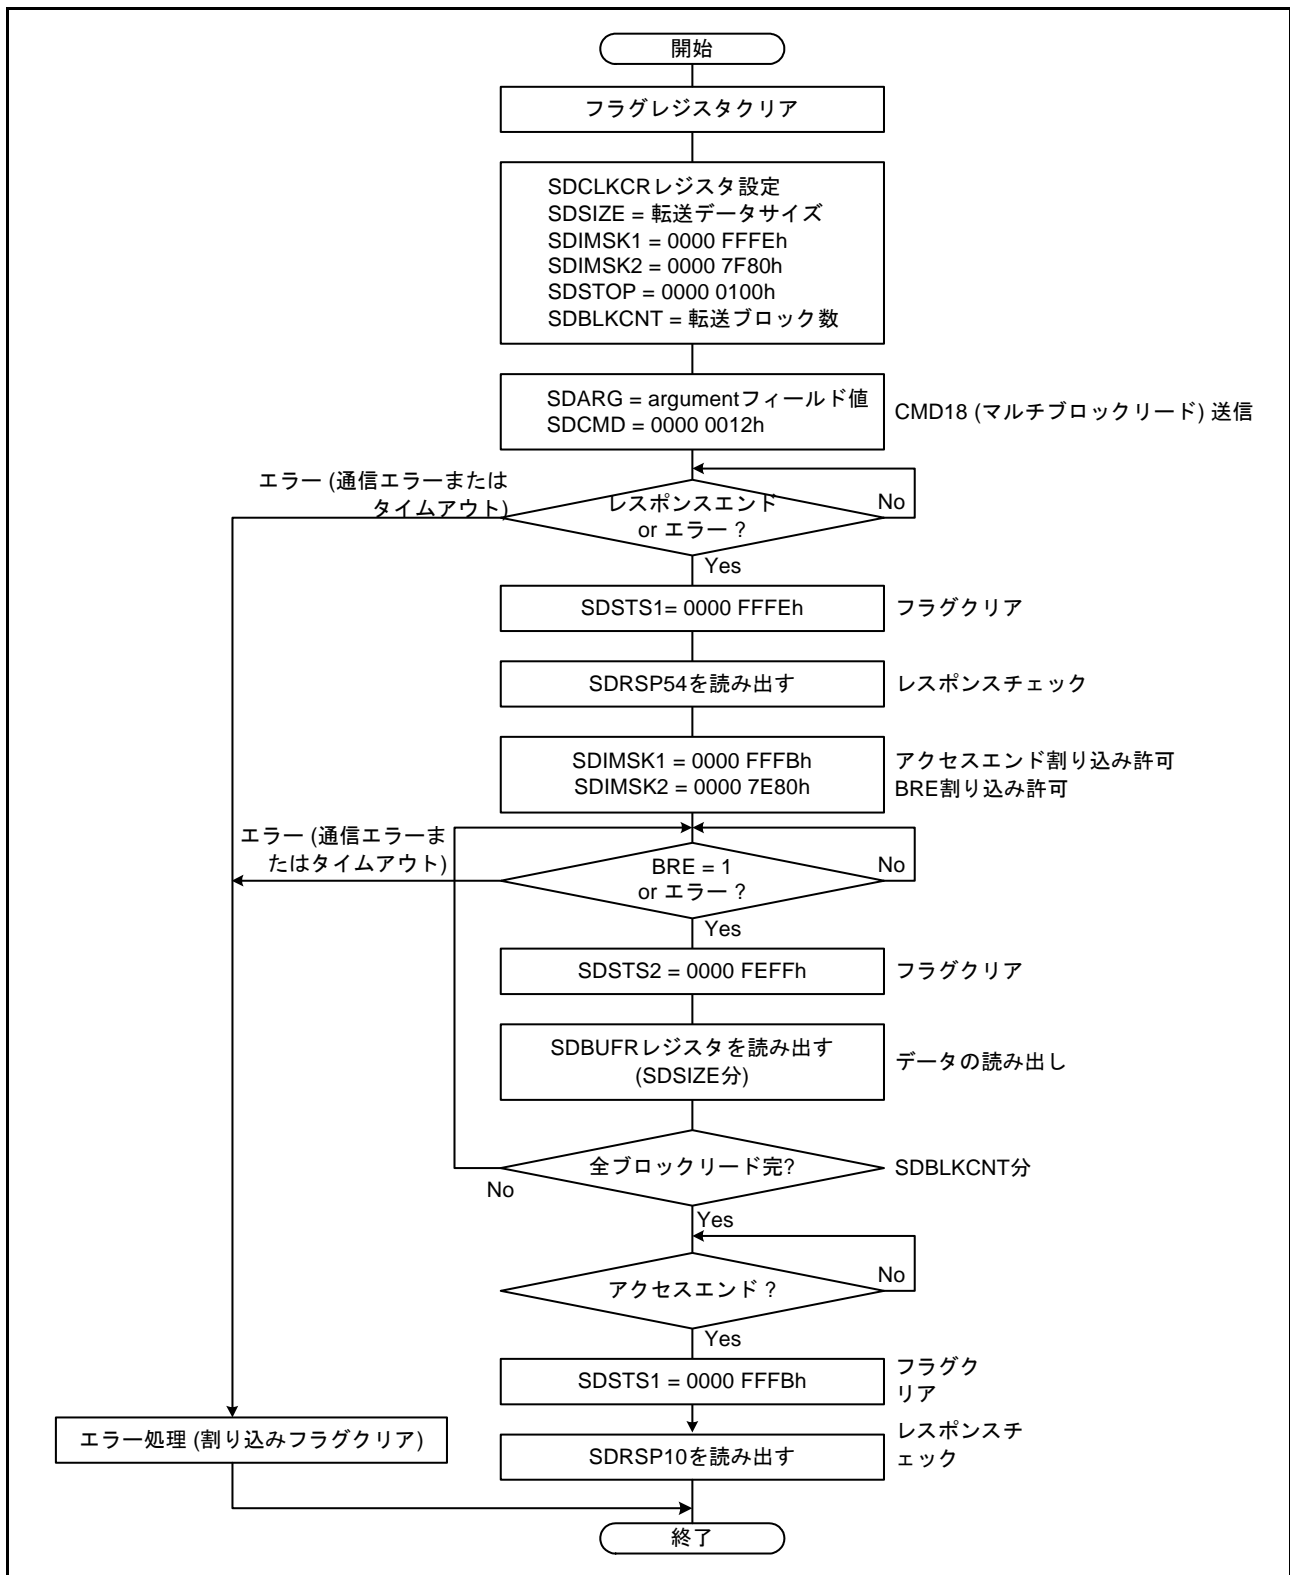 開始
フラグレジスタクリア
SDCLKCRレジスタ設定
SDSIZE = 転送データサイズ
SDIMSK1 = 0000 FFFEh
SDIMSK2 = 0000 7F80h
SDSTOP = 0000 0100h
SDBLKCNT = 転送ブロック数
SDARG = argumentフィールド値
SDCMD = 0000 0012h
CMD18 (マルチブロックリード) 送信
エラー (通信エラーまたは
タイムアウト)
レスポンスエンド
or エラー ?
No
Yes
SDSTS1= 0000 FFFEh
フラグクリア
SDRSP54を読み出す
レスポンスチェック
SDIMSK1 = 0000 FFFBh
SDIMSK2 = 0000 7E80h
アクセスエンド割り込み許可
BRE割り込み許可
エラー (通信エラーま
たはタイムアウト)
BRE = 1
or エラー ?
No
Yes
SDSTS2 = 0000 FEFFh
フラグクリア
SDBUFRレジスタを読み出す
(SDSIZE分)
データの読み出し
全ブロックリード完?
SDBLKCNT分
No
Yes
アクセスエンド ?
No
Yes
SDSTS1 = 0000 FFFBh
フラグク
リア
エラー処理 (割り込みフラグクリア)
SDRSP10を読み出す
レスポンスチ
ェック
終了